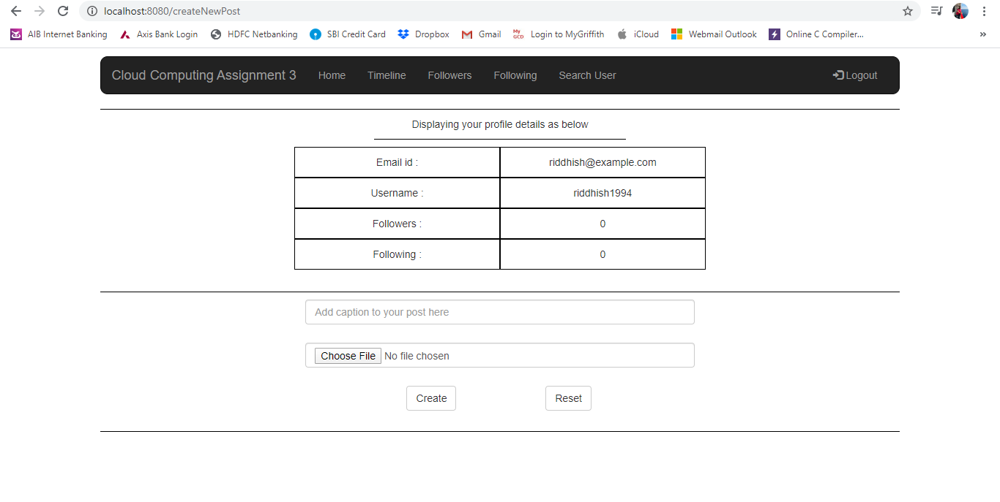 localhost:8080/createNewPost
AIB Internet Banking Axis Bank Login HDFC Netbanking SBI Credit Card Dropbox Gmail My GCD Login to MyGriffith iCloud Webmail Outlook Online C Compiler... »
Cloud Computing Assignment 3 Home Timeline Followers Following Search User Logout
Displaying your profile details as below
Email id : riddhish@example.com
Username : riddhish1994
Followers : 0
Following : 0
Add caption to your post here
Choose File No file chosen
Create Reset